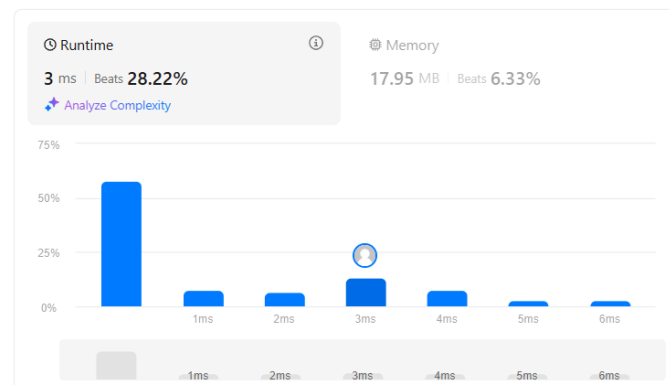 Runtime
3 ms | Beats 28.22%
Analyze Complexity
Memory
17.95 MB | Beats 6.33%
75%
50%
25%
0%
1ms 2ms 3ms 4ms 5ms 6ms
1ms 2ms 3ms 4ms 5ms 6ms